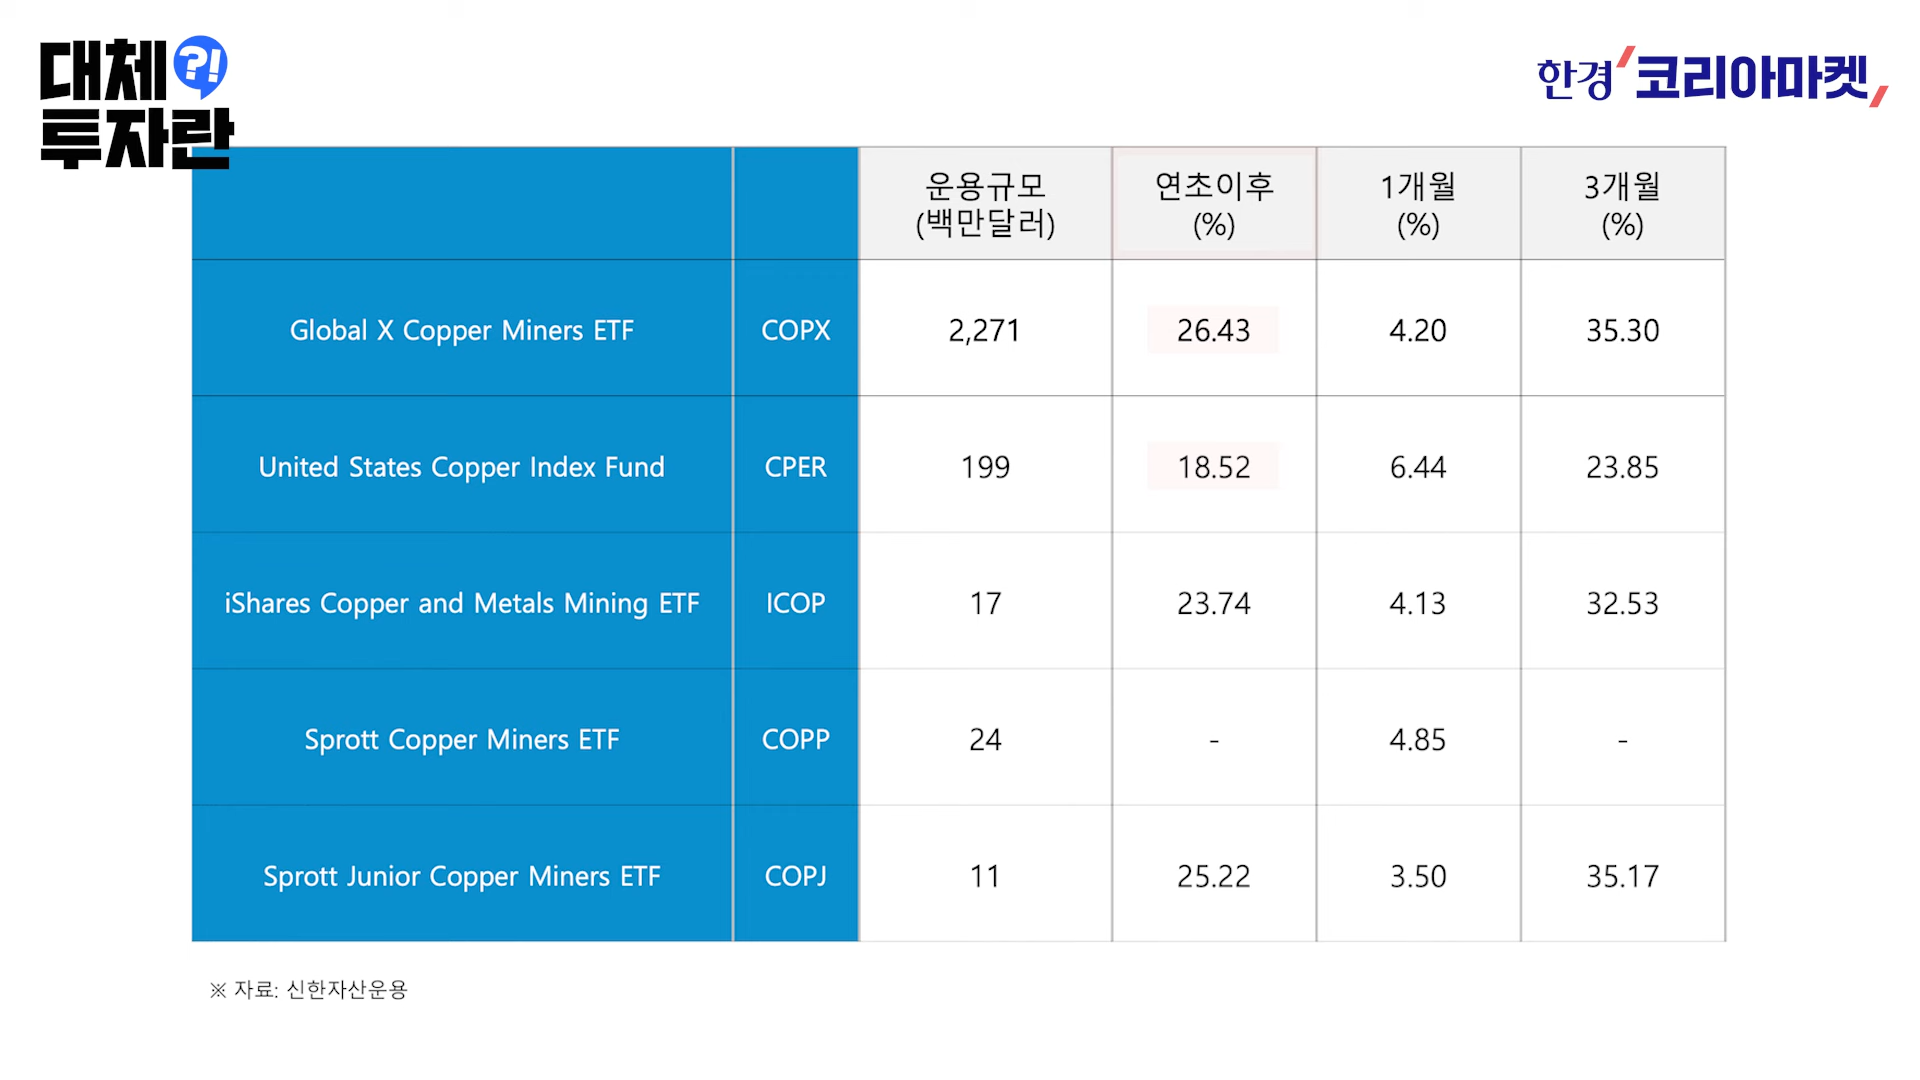 대체?!
투자란
한경 코리아마켓
운용규모
(백만달러)
연초이후
(%)
1개월
(%)
3개월
(%)
Global X Copper Miners ETF COPX 2,271 26.43 4.20 35.30
United States Copper Index Fund CPER 199 18.52 6.44 23.85
iShares Copper and Metals Mining ETF ICOP 17 23.74 4.13 32.53
Sprott Copper Miners ETF COPP 24 - 4.85 -
Sprott Junior Copper Miners ETF COPJ 11 25.22 3.50 35.17
※ 자료: 신한자산운용